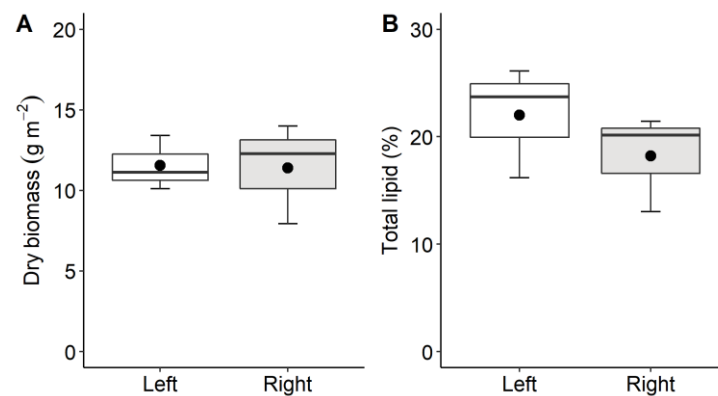 A
Dry biomass (g m⁻²)
20
15
10
5
0
Left Right
B
Total lipid (%)
30
20
10
0
Left Right